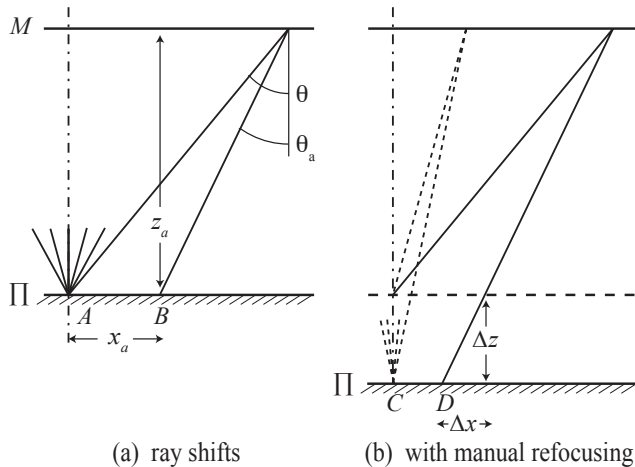 M
θ
θa
za
Π
A B
xa
(a) ray shifts
Δz
Π
C D
Δx
(b) with manual refocusing